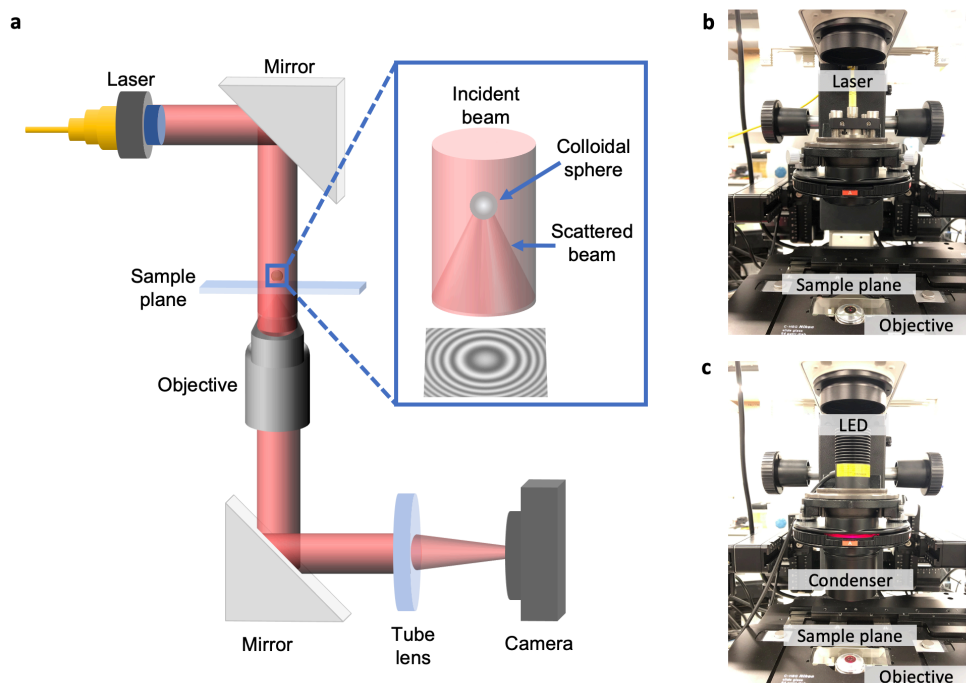 a
Laser
Mirror
Incident
beam
Colloidal
sphere
Scattered
beam
Sample
plane
Objective
Mirror
Tube
lens
Camera
b
Laser
Sample plane
Objective
c
LED
Condenser
Sample plane
Objective